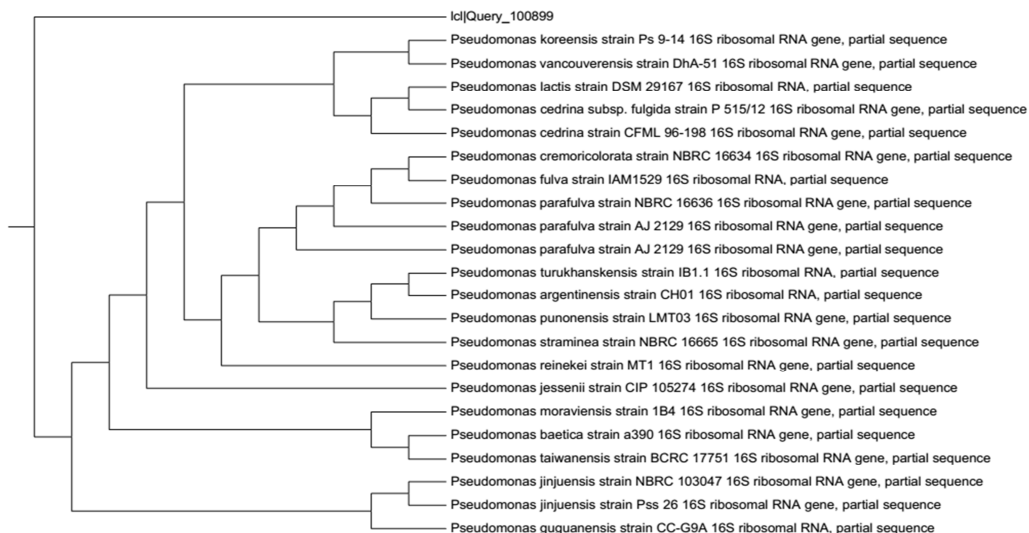 lcl|Query_100899
Pseudomonas koreensis strain Ps 9-14 16S ribosomal RNA gene, partial sequence
Pseudomonas vancouverensis strain DhA-51 16S ribosomal RNA gene, partial sequence
Pseudomonas lactis strain DSM 29167 16S ribosomal RNA, partial sequence
Pseudomonas cedrina subsp. fulgida strain P 515/12 16S ribosomal RNA gene, partial sequence
Pseudomonas cedrina strain CFML 96-198 16S ribosomal RNA gene, partial sequence
Pseudomonas cremoricolorata strain NBRC 16634 16S ribosomal RNA gene, partial sequence
Pseudomonas fulva strain IAM1529 16S ribosomal RNA, partial sequence
Pseudomonas parafulva strain NBRC 16636 16S ribosomal RNA gene, partial sequence
Pseudomonas parafulva strain AJ 2129 16S ribosomal RNA gene, partial sequence
Pseudomonas parafulva strain AJ 2129 16S ribosomal RNA gene, partial sequence
Pseudomonas turukhanskensis strain IB1.1 16S ribosomal RNA, partial sequence
Pseudomonas argentinensis strain CH01 16S ribosomal RNA, partial sequence
Pseudomonas punonensis strain LMT03 16S ribosomal RNA gene, partial sequence
Pseudomonas straminea strain NBRC 16665 16S ribosomal RNA gene, partial sequence
Pseudomonas reinekei strain MT1 16S ribosomal RNA gene, partial sequence
Pseudomonas jessenii strain CIP 105274 16S ribosomal RNA gene, partial sequence
Pseudomonas moraviensis strain 1B4 16S ribosomal RNA gene, partial sequence
Pseudomonas baetica strain a390 16S ribosomal RNA gene, partial sequence
Pseudomonas taiwanensis strain BCRC 17751 16S ribosomal RNA gene, partial sequence
Pseudomonas jinjuensis strain NBRC 103047 16S ribosomal RNA gene, partial sequence
Pseudomonas jinjuensis strain Pss 26 16S ribosomal RNA gene, partial sequence
Pseudomonas guguanensis strain CC-G9A 16S ribosomal RNA, partial sequence